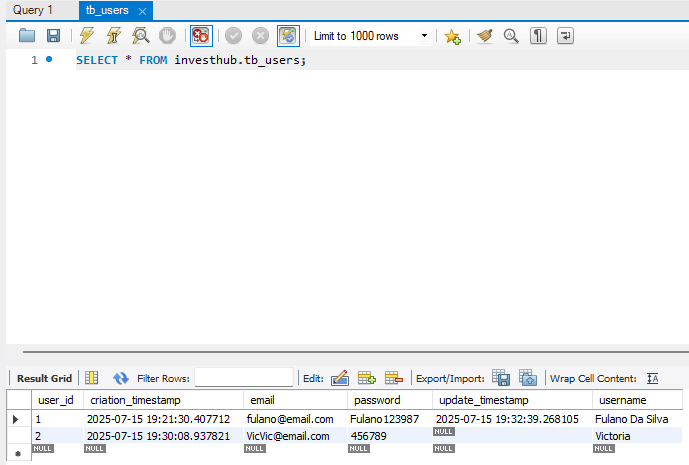 Query 1 tb_users
Limit to 1000 rows
1 SELECT * FROM investhub.tb_users;
Result Grid Filter Rows: Edit: Export/Import: Wrap Cell Content:
user_id criation_timestamp email password update_timestamp username
1 2025-07-15 19:21:30.407712 fulano@email.com Fulano123987 2025-07-15 19:32:39.268105 Fulano Da Silva
2 2025-07-15 19:30:08.937821 VicVic@email.com 456789 NULL Victoria
NULL NULL NULL NULL NULL NULL